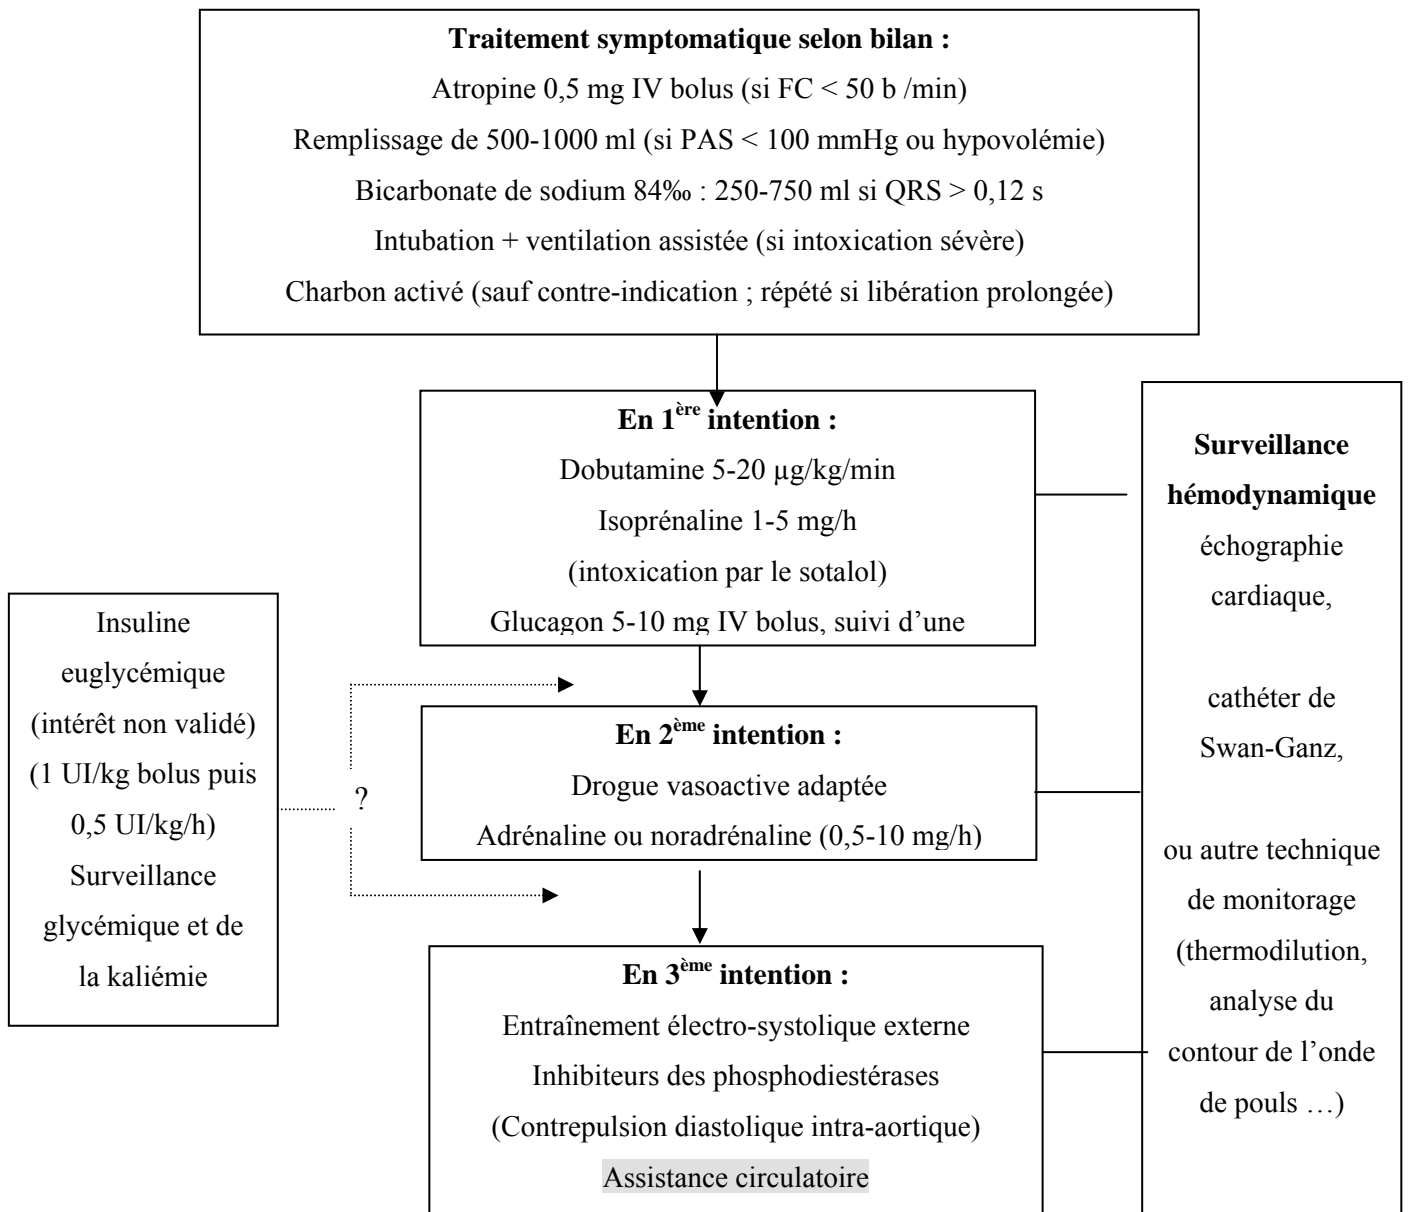 Traitement symptomatique selon bilan :
Atropine 0,5 mg IV bolus (si FC < 50 b /min)
Remplissage de 500-1000 ml (si PAS < 100 mmHg ou hypovolémie)
Bicarbonate de sodium 84‰ : 250-750 ml si QRS > 0,12 s
Intubation + ventilation assistée (si intoxication sévère)
Charbon activé (sauf contre-indication ; répété si libération prolongée)
En 1ère intention :
Dobutamine 5-20 µg/kg/min
Isoprénaline 1-5 mg/h
(intoxication par le sotalol)
Glucagon 5-10 mg IV bolus, suivi d’une
Insuline
euglycémique
(intérêt non validé)
(1 UI/kg bolus puis
0,5 UI/kg/h)
Surveillance
glycémique et de
la kaliémie
?
En 2ème intention :
Drogue vasoactive adaptée
Adrénaline ou noradrénaline (0,5-10 mg/h)
En 3ème intention :
Entraînement électro-systolique externe
Inhibiteurs des phosphodiestérases
(Contrepulsion diastolique intra-aortique)
Assistance circulatoire
Surveillance
hémodynamique
échographie
cardiaque,
cathéter de
Swan-Ganz,
ou autre technique
de monitorage
(thermodilution,
analyse du
contour de l’onde
de pouls …)